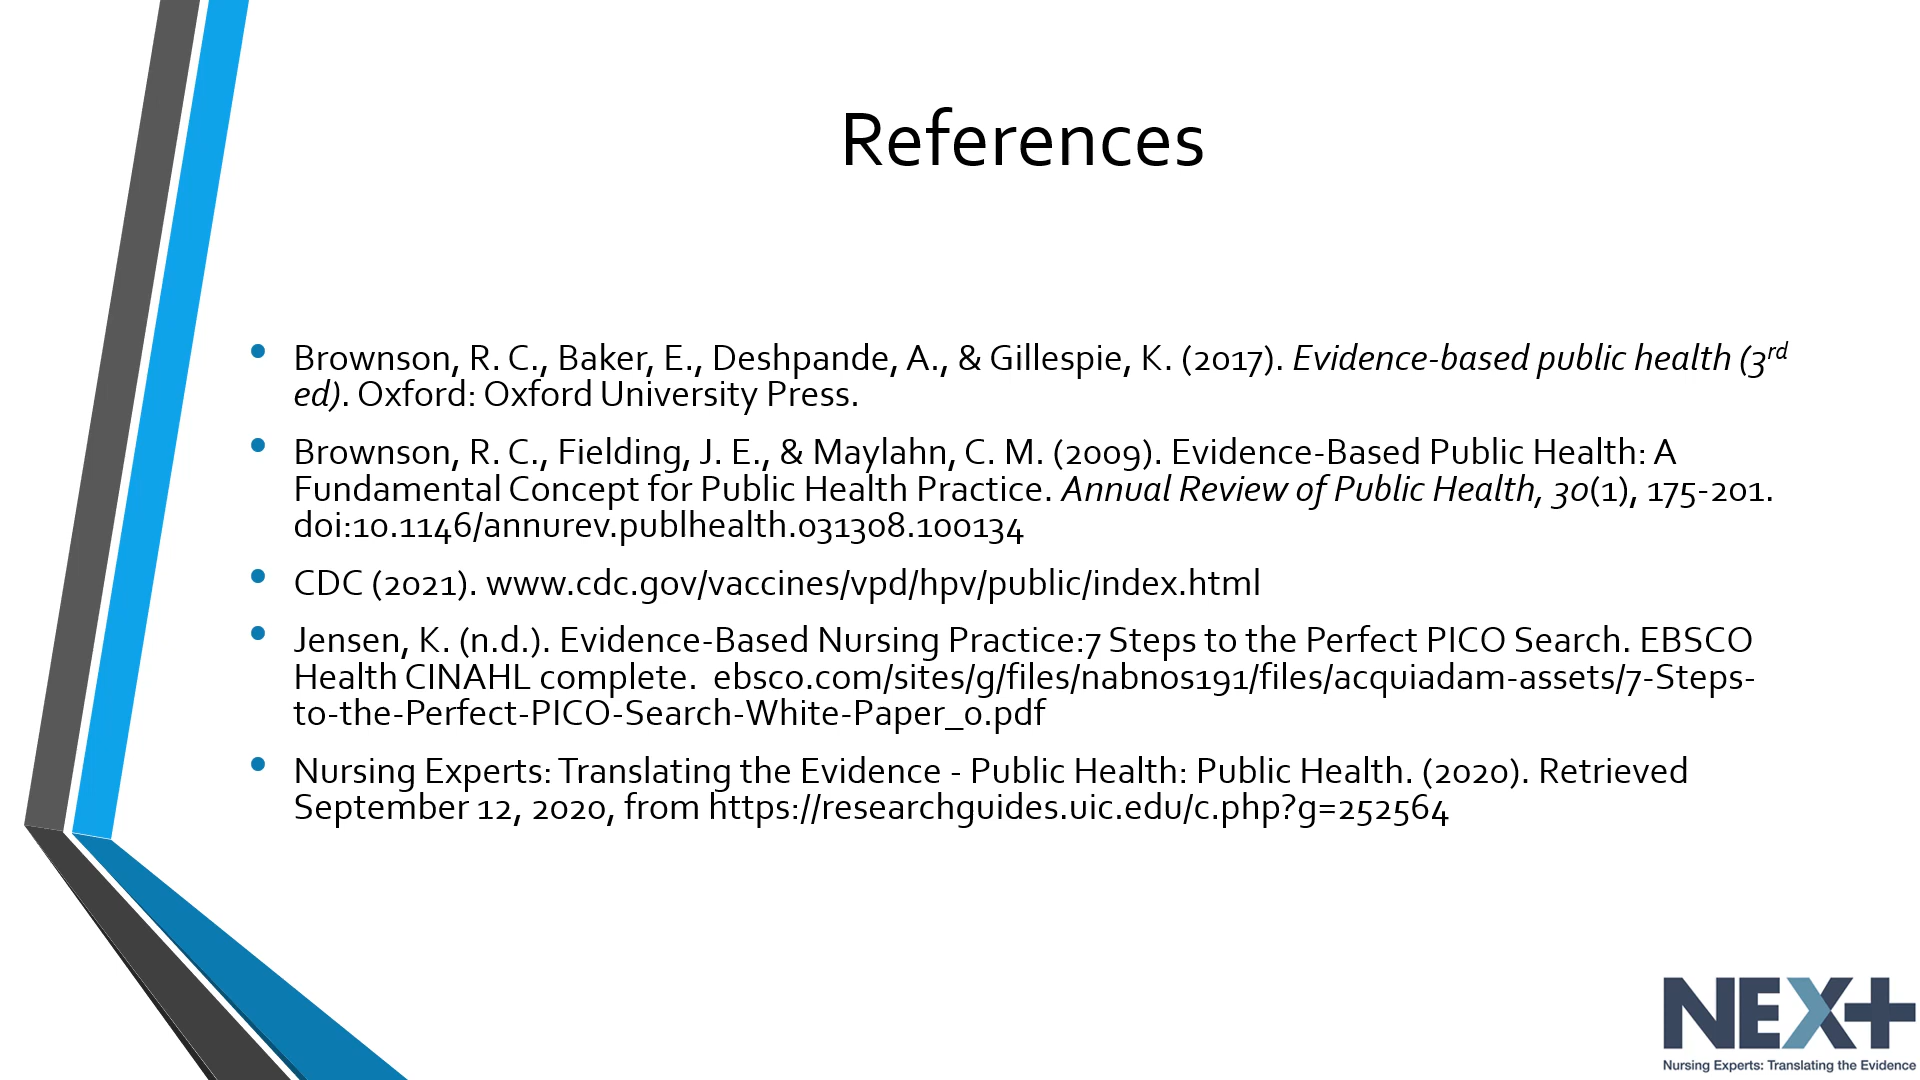 References
• Brownson, R. C., Baker, E., Deshpande, A., & Gillespie, K. (2017). Evidence-based public health (3rd
ed). Oxford: Oxford University Press.
• Brownson, R. C., Fielding, J. E., & Maylahn, C. M. (2009). Evidence-Based Public Health: A
Fundamental Concept for Public Health Practice. Annual Review of Public Health, 30(1), 175-201.
doi:10.1146/annurev.publhealth.031308.100134
• CDC (2021). www.cdc.gov/vaccines/vpd/hpv/public/index.html
• Jensen, K. (n.d.). Evidence-Based Nursing Practice:7 Steps to the Perfect PICO Search. EBSCO
Health CINAHL complete.  ebsco.com/sites/g/files/nabnos191/files/acquiadam-assets/7-Steps-
to-the-Perfect-PICO-Search-White-Paper_0.pdf
• Nursing Experts: Translating the Evidence - Public Health: Public Health. (2020). Retrieved
September 12, 2020, from https://researchguides.uic.edu/c.php?g=252564
NEX+
Nursing Experts: Translating the Evidence